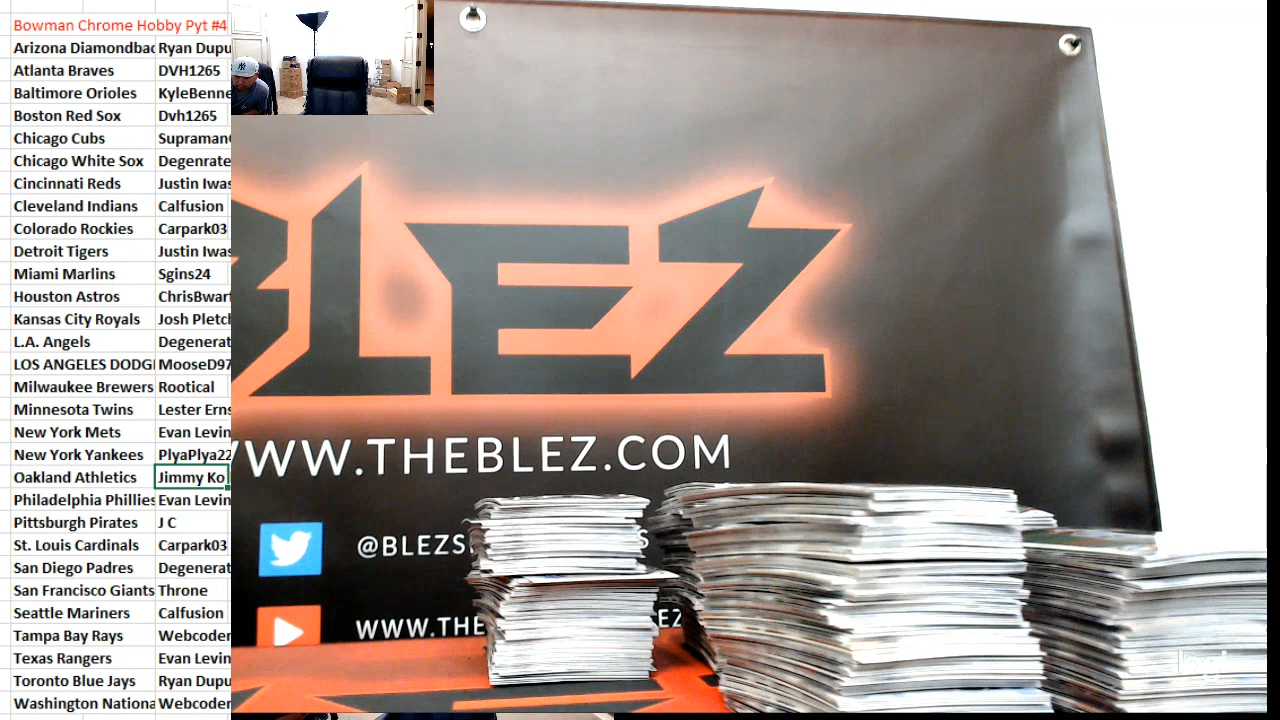 Bowman Chrome Hobby Pyt #4
Arizona Diamondbac Ryan Dupu
Atlanta Braves DVH1265
Baltimore Orioles KyleBenne
Boston Red Sox Dvh1265
Chicago Cubs Supraman
Chicago White Sox Degenrate
Cincinnati Reds Justin Iwas
Cleveland Indians Calfusion
Colorado Rockies Carpark03
Detroit Tigers Justin Iwas
Miami Marlins Sgins24
Houston Astros ChrisBwarf
Kansas City Royals Josh Pletch
L.A. Angels Degenerat
LOS ANGELES DODG MooseD97
Milwaukee Brewers Rootical
Minnesota Twins Lester Erns
New York Mets Evan Levin
New York Yankees PlyaPlya22
Oakland Athletics Jimmy Ko
Philadelphia Phillies Evan Levin
Pittsburgh Pirates J C
St. Louis Cardinals Carpark03
San Diego Padres Degenerat
San Francisco Giants Throne
Seattle Mariners Calfusion
Tampa Bay Rays Webcoder
Texas Rangers Evan Levin
Toronto Blue Jays Ryan Dupu
Washington Nationa Webcoder
BLEZ
WWW.THEBLEZ.COM
@BLEZS S
WWW.THE EZ